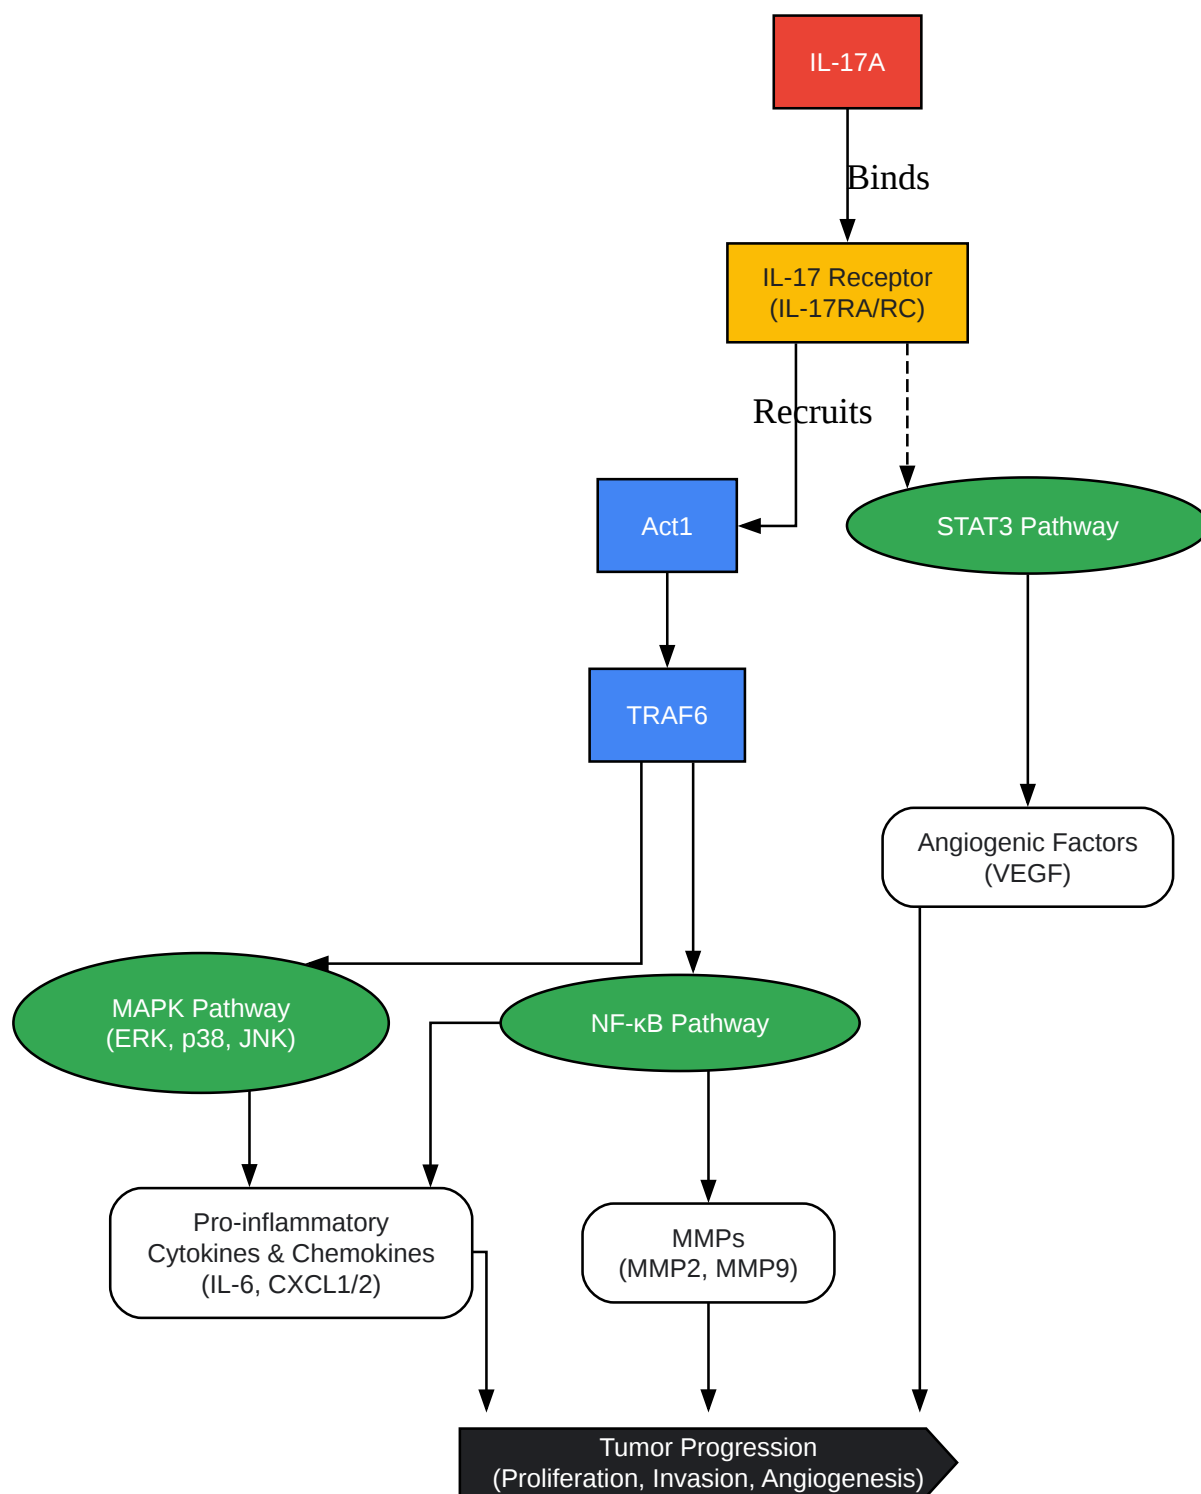 IL-17A
Binds
IL-17 Receptor
(IL-17RA/RC)
Recruits
Act1
STAT3 Pathway
TRAF6
Angiogenic Factors
(VEGF)
MAPK Pathway
(ERK, p38, JNK)
NF-κB Pathway
Pro-inflammatory
Cytokines & Chemokines
(IL-6, CXCL1/2)
MMPs
(MMP2, MMP9)
Tumor Progression
(Proliferation, Invasion, Angiogenesis)